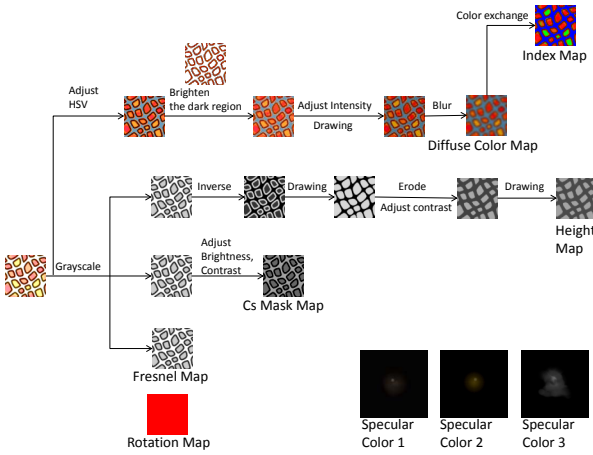 Color exchange
Index Map
Adjust
HSV
Brighten
the dark region
Adjust Intensity
Drawing
Blur
Diffuse Color Map
Inverse
Drawing
Erode
Adjust contrast
Drawing
Height
Map
Grayscale
Adjust
Brightness,
Contrast
Cs Mask Map
Fresnel Map
Rotation Map
Specular
Color 1
Specular
Color 2
Specular
Color 3